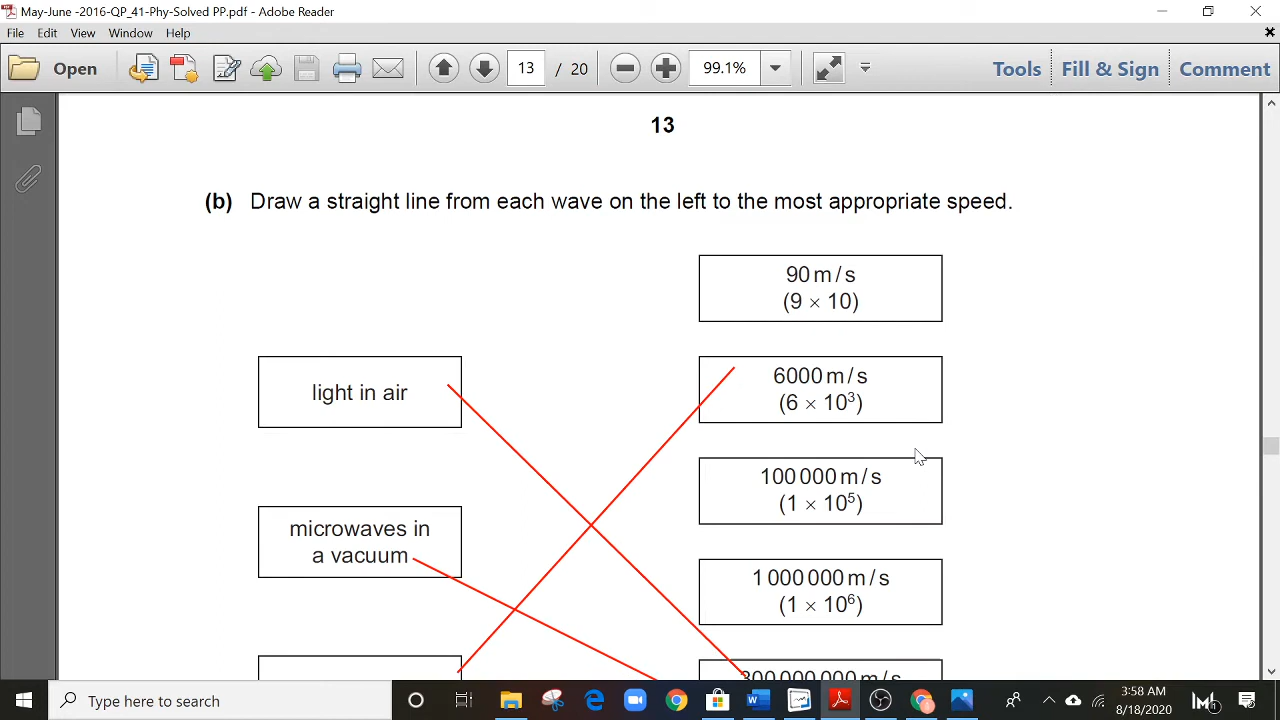 May-June -2016-QP_41-Phy-Solved PP.pdf - Adobe Reader
File Edit View Window Help
Open 13 / 20 99.1% Tools Fill & Sign Comment
13
(b) Draw a straight line from each wave on the left to the most appropriate speed.
90 m / s
(9 × 10)
light in air
6000 m / s
(6 × 10³)
100 000 m / s
(1 × 10⁵)
microwaves in
a vacuum
1 000 000 m / s
(1 × 10⁶)
300 000 000 m / s
Type here to search
3:58 AM
8/18/2020